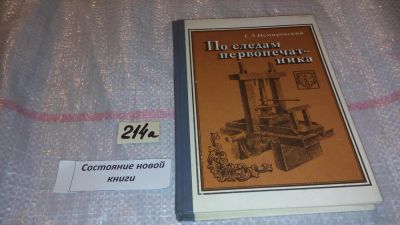 Е.Л.Немировский
По следам
первопечат-
ника
214а
Состояние новой
книги